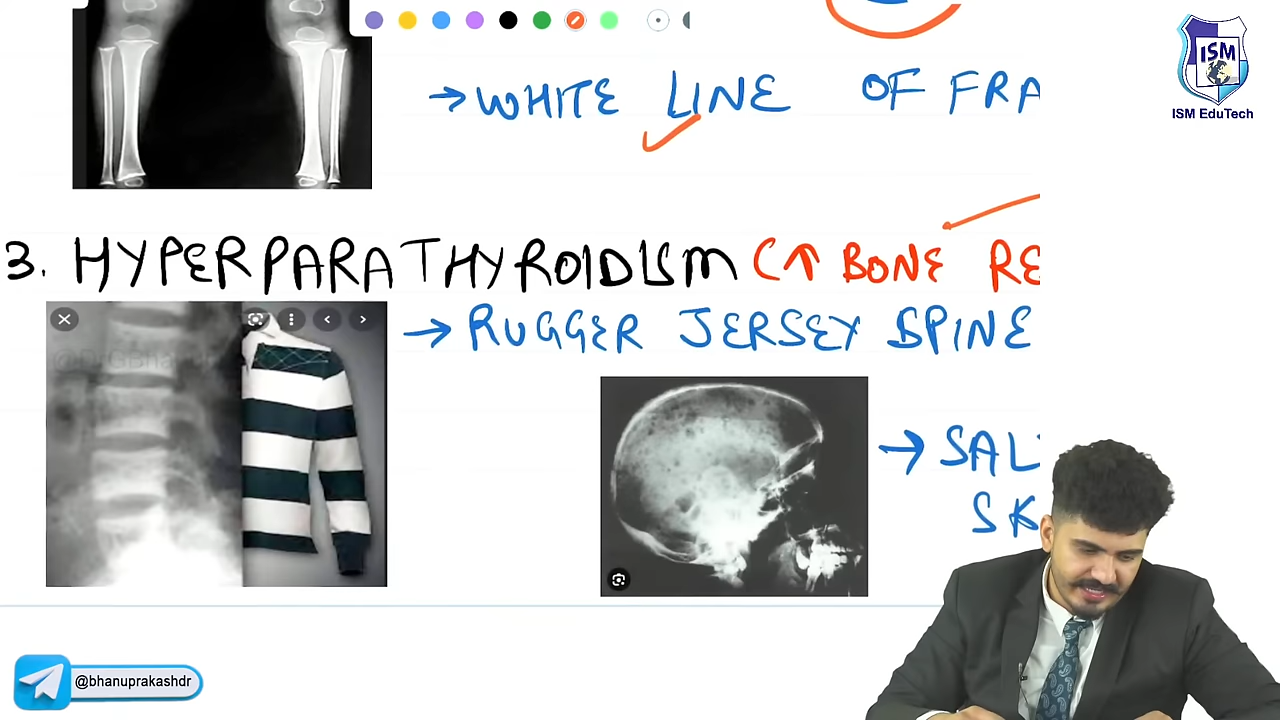 ISM
ISM EduTech
→ WHITE LINE OF FRA
3. HYPERPARATHYROIDISM (↑ BONE RE
→ RUGGER JERSEY SPINE
→ SAL
SK
@bhanuprakashdr